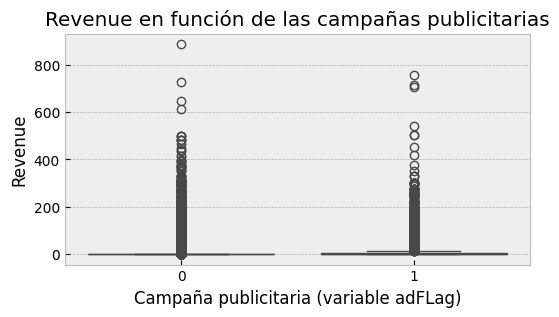 Revenue en función de las campañas publicitarias
800
600
400
200
0
Revenue
0
1
Campaña publicitaria (variable adFLag)